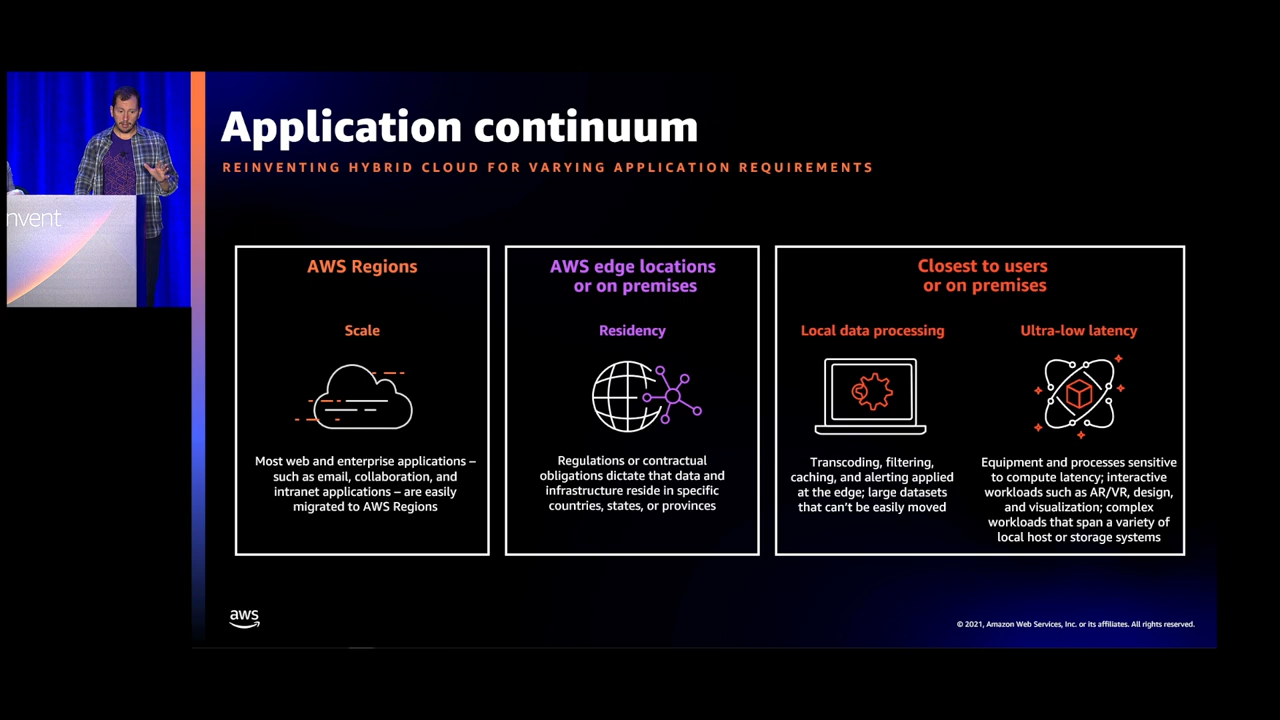 nvent
Application continuum
REINVENTING HYBRID CLOUD FOR VARYING APPLICATION REQUIREMENTS
AWS Regions
Scale
Most web and enterprise applications –
such as email, collaboration, and
intranet applications – are easily
migrated to AWS Regions
AWS edge locations
or on premises
Residency
Regulations or contractual
obligations dictate that data and
infrastructure reside in specific
countries, states, or provinces
Closest to users
or on premises
Local data processing
Transcoding, filtering,
caching, and alerting applied
at the edge; large datasets
that can't be easily moved
Ultra-low latency
Equipment and processes sensitive
to compute latency; interactive
workloads such as AR/VR, design,
and visualization; complex
workloads that span a variety of
local host or storage systems
aws
© 2021, Amazon Web Services, Inc. or its affiliates. All rights reserved.